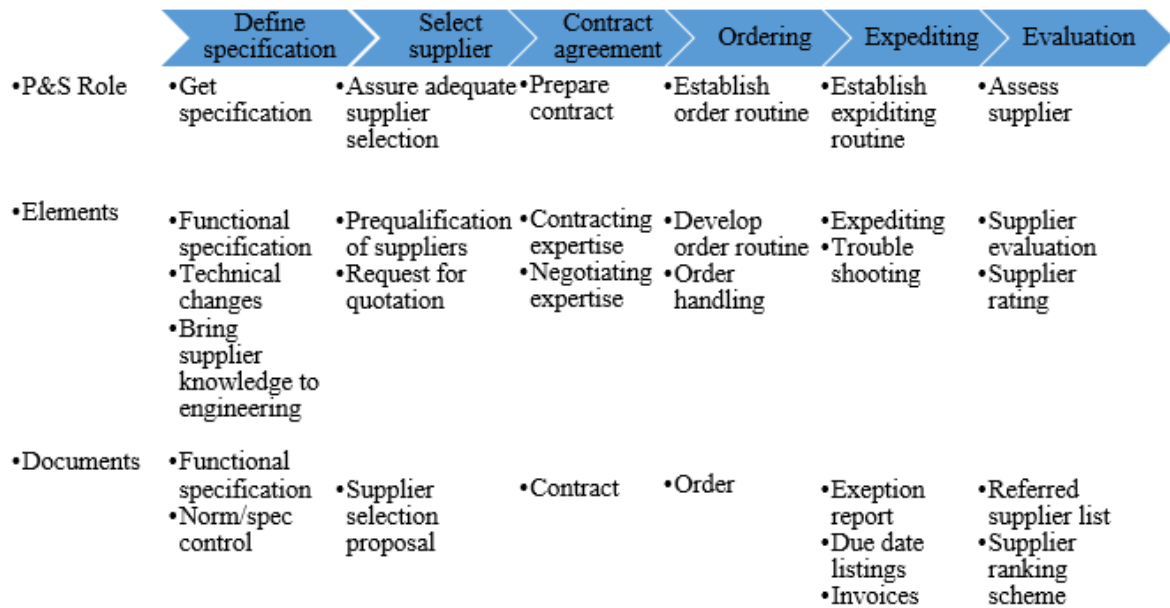 Define specification
Select supplier
Contract agreement
Ordering
Expediting
Evaluation
•P&S Role
•Get
specification
•Assure adequate
supplier
selection
•Prepare
contract
•Establish
order routine
•Establish
expiditing
routine
•Assess
supplier
•Elements
•Functional
specification
•Technical
changes
•Bring
supplier
knowledge to
engineering
•Prequalification
of suppliers
•Request for
quotation
•Contracting
expertise
•Negotiating
expertise
•Develop
order routine
•Order
handling
•Expediting
•Trouble
shooting
•Supplier
evaluation
•Supplier
rating
•Documents
•Functional
specification
•Norm/spec
control
•Supplier
selection
proposal
•Contract
•Order
•Exeption
report
•Due date
listings
•Invoices
•Referred
supplier list
•Supplier
ranking
scheme